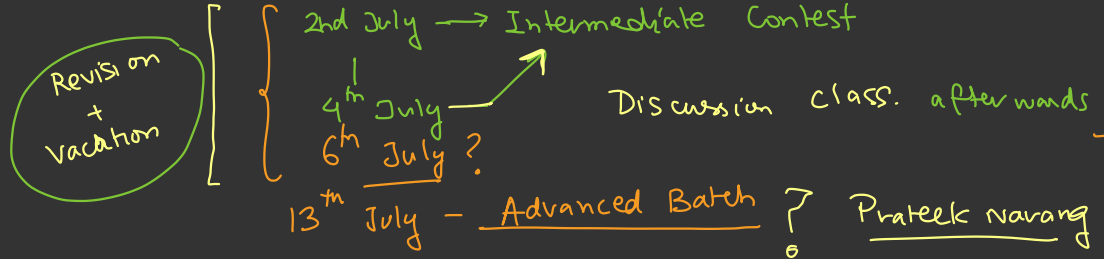 2nd July → Intermediate Contest
Revision
+
vacation
4th July Discussion class. afterwards
6th July ?
13th July - Advanced Batch ? Prateek Narang